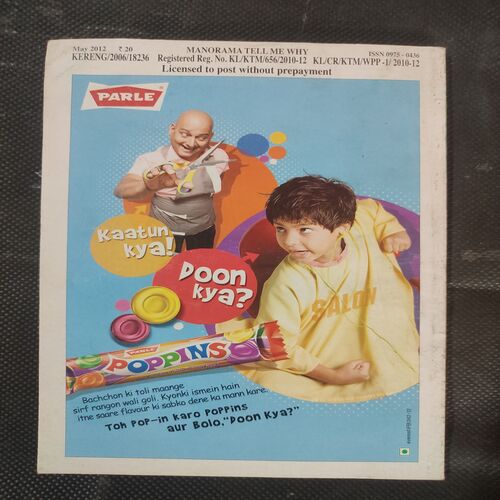 May 2012 ₹ 20 MANORAMA TELL ME WHY ISSN 0975 - 0436
KERENG/2006/18236 Registered Reg. No. KL/KTM/656/2010-12 KL/CR/KTM/WPP -1/ 2010-12
Licensed to post without prepayment
PARLE
Kaatun
kya!
Doon
kya?
SALON
PARLE
POPPINS
Bachchon ki toli maange
sirf rangon wali goli. Kyonki ismein hain
itne saare flavour ki sabko dene ka mann kare.
Toh POP-in karo POPPins
aur Bolo,"Doon Kya?"